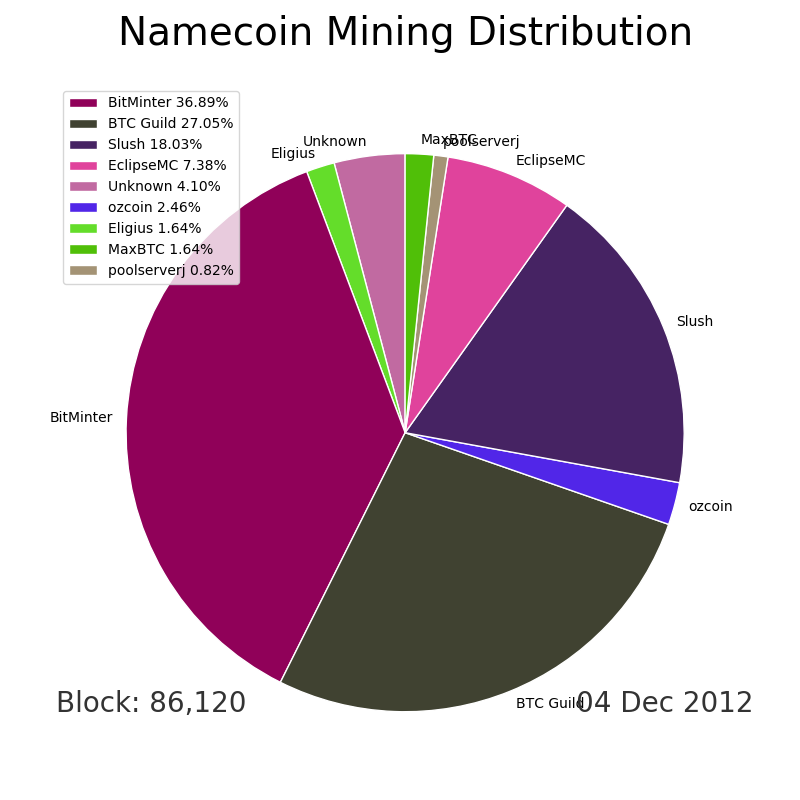 Namecoin Mining Distribution
BitMinter 36.89%
BTC Guild 27.05%
Slush 18.03%
EclipseMC 7.38%
Unknown 4.10%
ozcoin 2.46%
Eligius 1.64%
MaxBTC 1.64%
poolserverj 0.82%
MaxBTC
poolserverj
Unknown
Eligius
EclipseMC
Slush
BitMinter
ozcoin
BTC Guild
Block: 86,120
04 Dec 2012